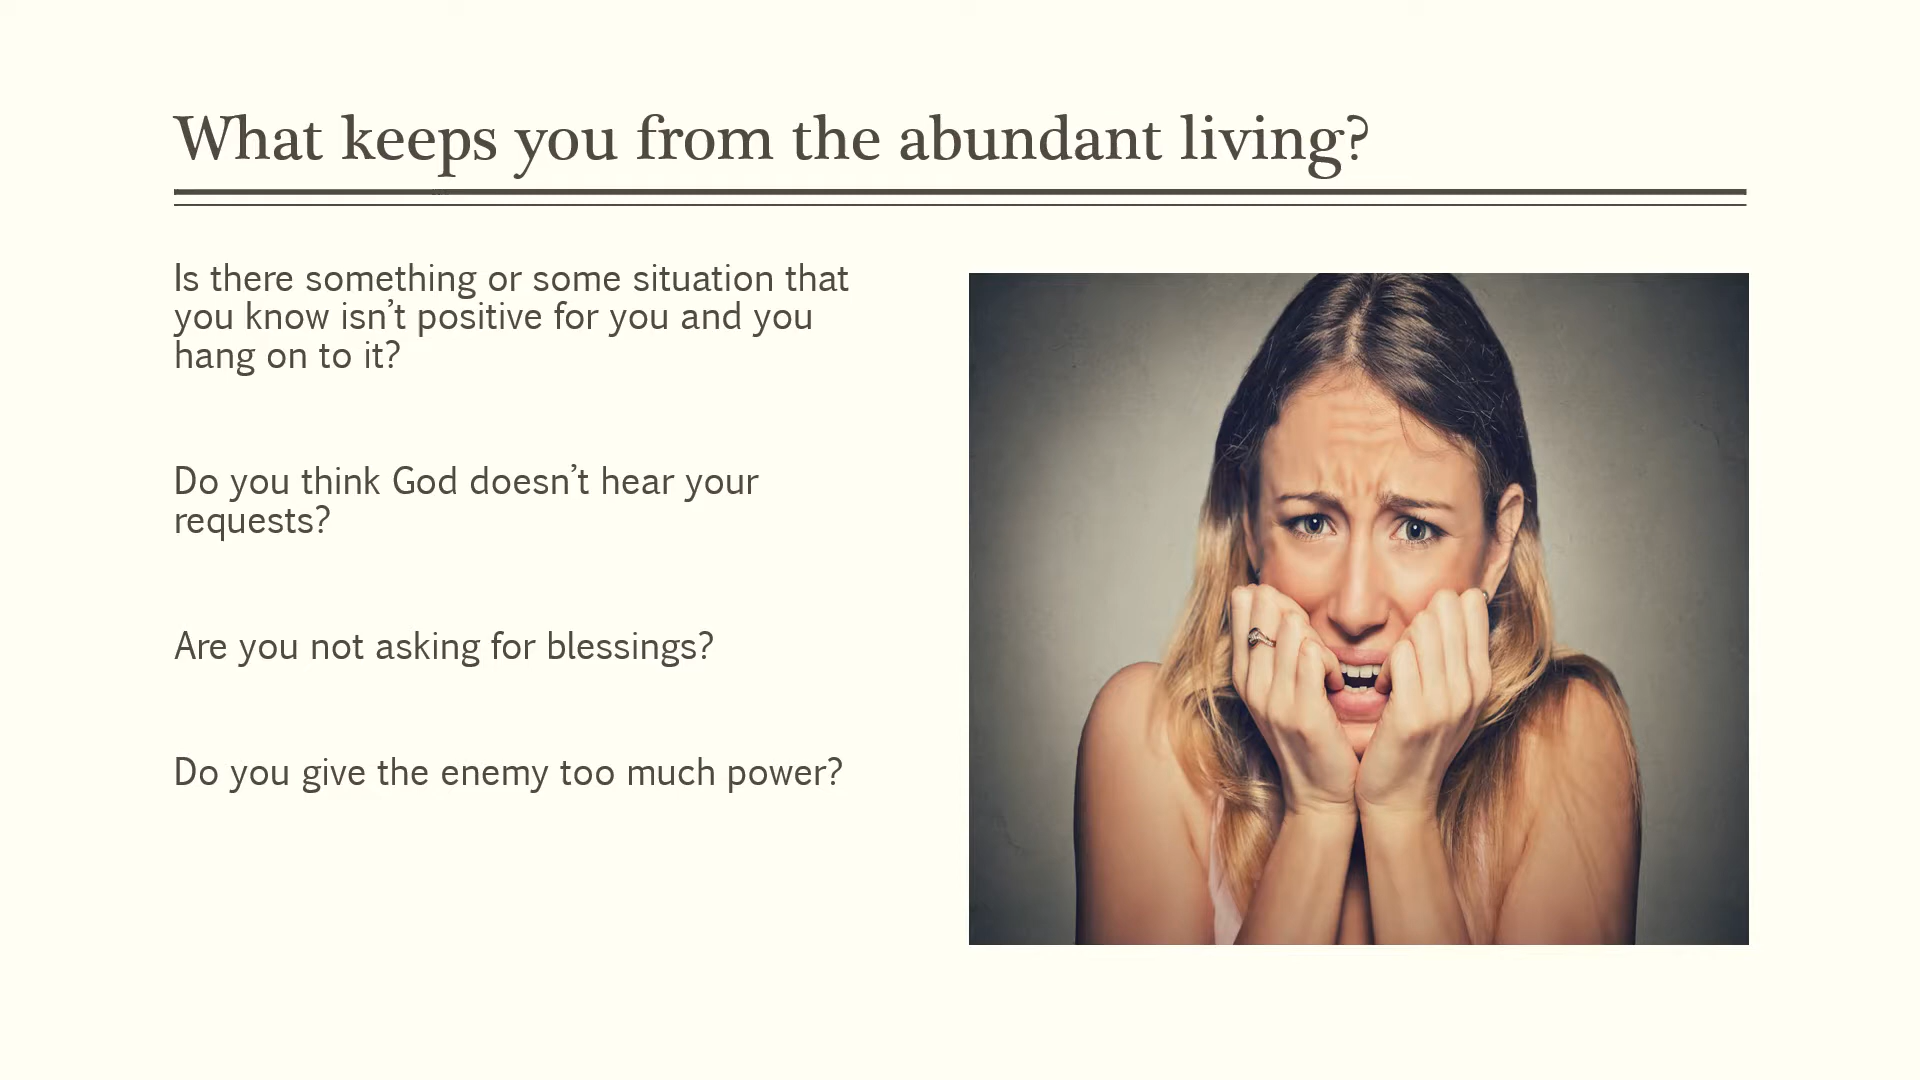 What keeps you from the abundant living?
Is there something or some situation that
you know isn’t positive for you and you
hang on to it?
Do you think God doesn’t hear your
requests?
Are you not asking for blessings?
Do you give the enemy too much power?